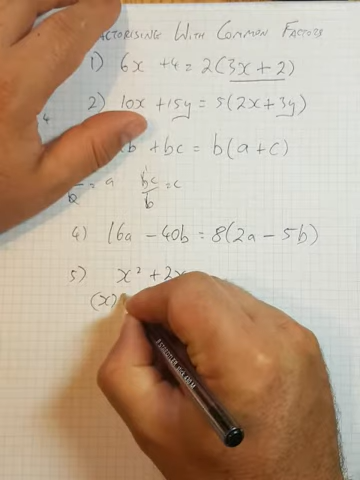 FACTORISING WITH COMMON FACTORS
1) 6x + 4 = 2(3x + 2)
2) 10x + 15y = 5(2x + 3y)
4
b + bc = b(a + c)
= a bc/b = c
4) 16a - 40b = 8(2a - 5b)
5) x² + 2x
(x)